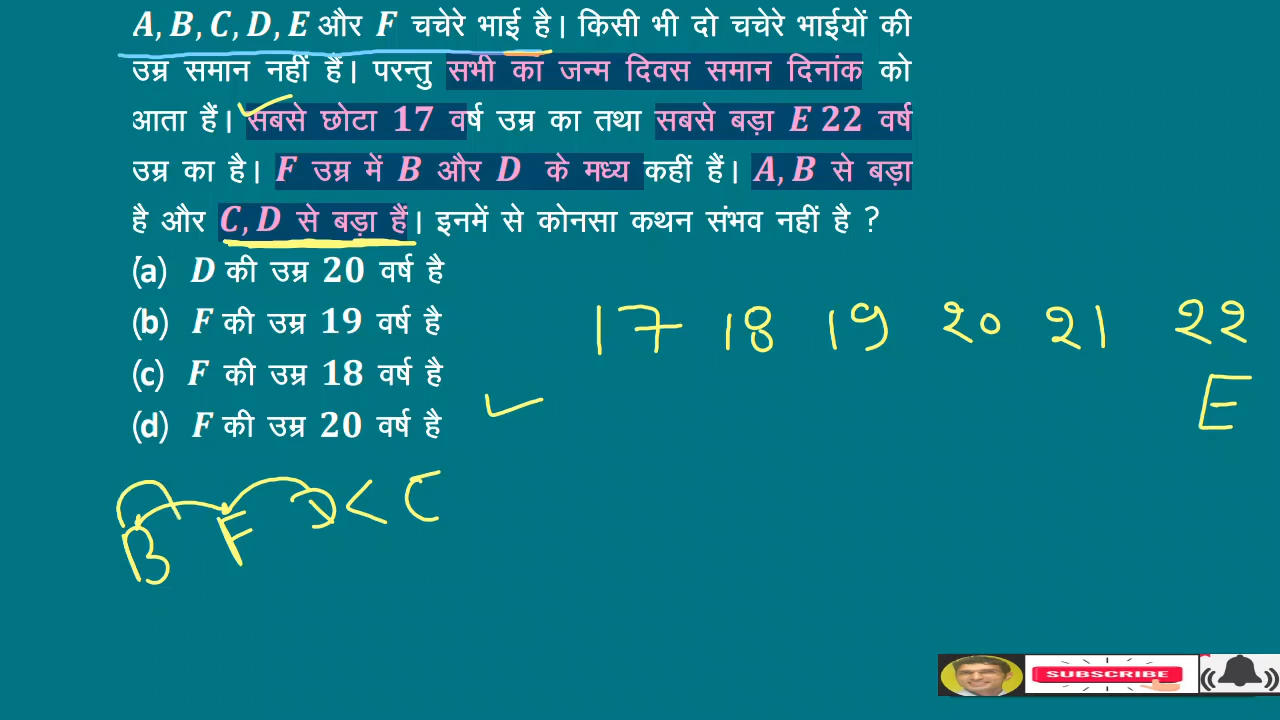 A, B, C, D, E और F चचेरे भाई है। किसी भी दो चचेरे भाईयों की
उम्र समान नहीं हैं। परन्तु सभी का जन्म दिवस समान दिनांक को
आता हैं। सबसे छोटा 17 वर्ष उम्र का तथा सबसे बड़ा E 22 वर्ष
उम्र का है। F उम्र में B और D के मध्य कहीं हैं। A, B से बड़ा
है और C, D से बड़ा हैं। इनमें से कोनसा कथन संभव नहीं है ?
(a) D की उम्र 20 वर्ष है
(b) F की उम्र 19 वर्ष है
(c) F की उम्र 18 वर्ष है
(d) F की उम्र 20 वर्ष है
17 18 19 २० २1 २२
E
B F D < C
SUBSCRIBE